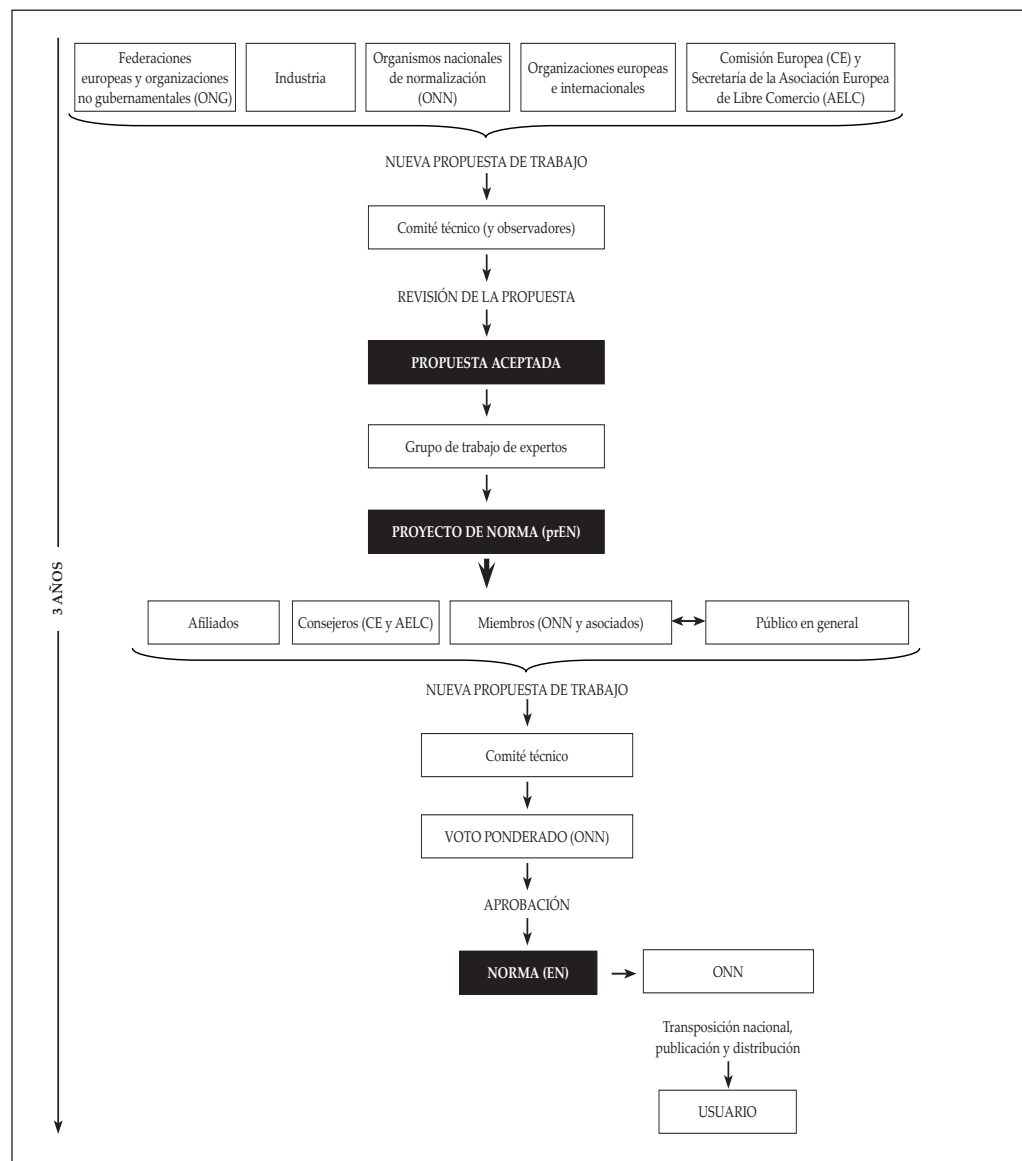 Federaciones
europeas y organizaciones
no gubernamentales (ONG)
Industria
Organismos nacionales
de normalización
(ONN)
Organizaciones europeas
e internacionales
Comisión Europea (CE) y
Secretaría de la Asociación Europea
de Libre Comercio (AELC)
NUEVA PROPUESTA DE TRABAJO
Comité técnico (y observadores)
REVISIÓN DE LA PROPUESTA
PROPUESTA ACEPTADA
Grupo de trabajo de expertos
PROYECTO DE NORMA (prEN)
3 AÑOS
Afiliados
Consejeros (CE y AELC)
Miembros (ONN y asociados)
Público en general
NUEVA PROPUESTA DE TRABAJO
Comité técnico
VOTO PONDERADO (ONN)
APROBACIÓN
NORMA (EN)
ONN
Transposición nacional,
publicación y distribución
USUARIO